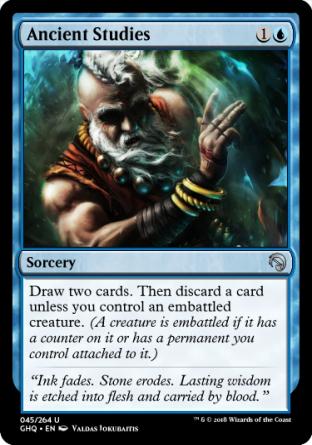 Ancient Studies 1
Sorcery
Draw two cards. Then discard a card
unless you control an embattled
creature. (A creature is embattled if it has
a counter on it or has a permanent you
control attached to it.)
“Ink fades. Stone erodes. Lasting wisdom
is etched into flesh and carried by blood.”
045/264 U
GHQ • EN VALDAS JOKUBAITIS
™ & © 2018 Wizards of the Coast